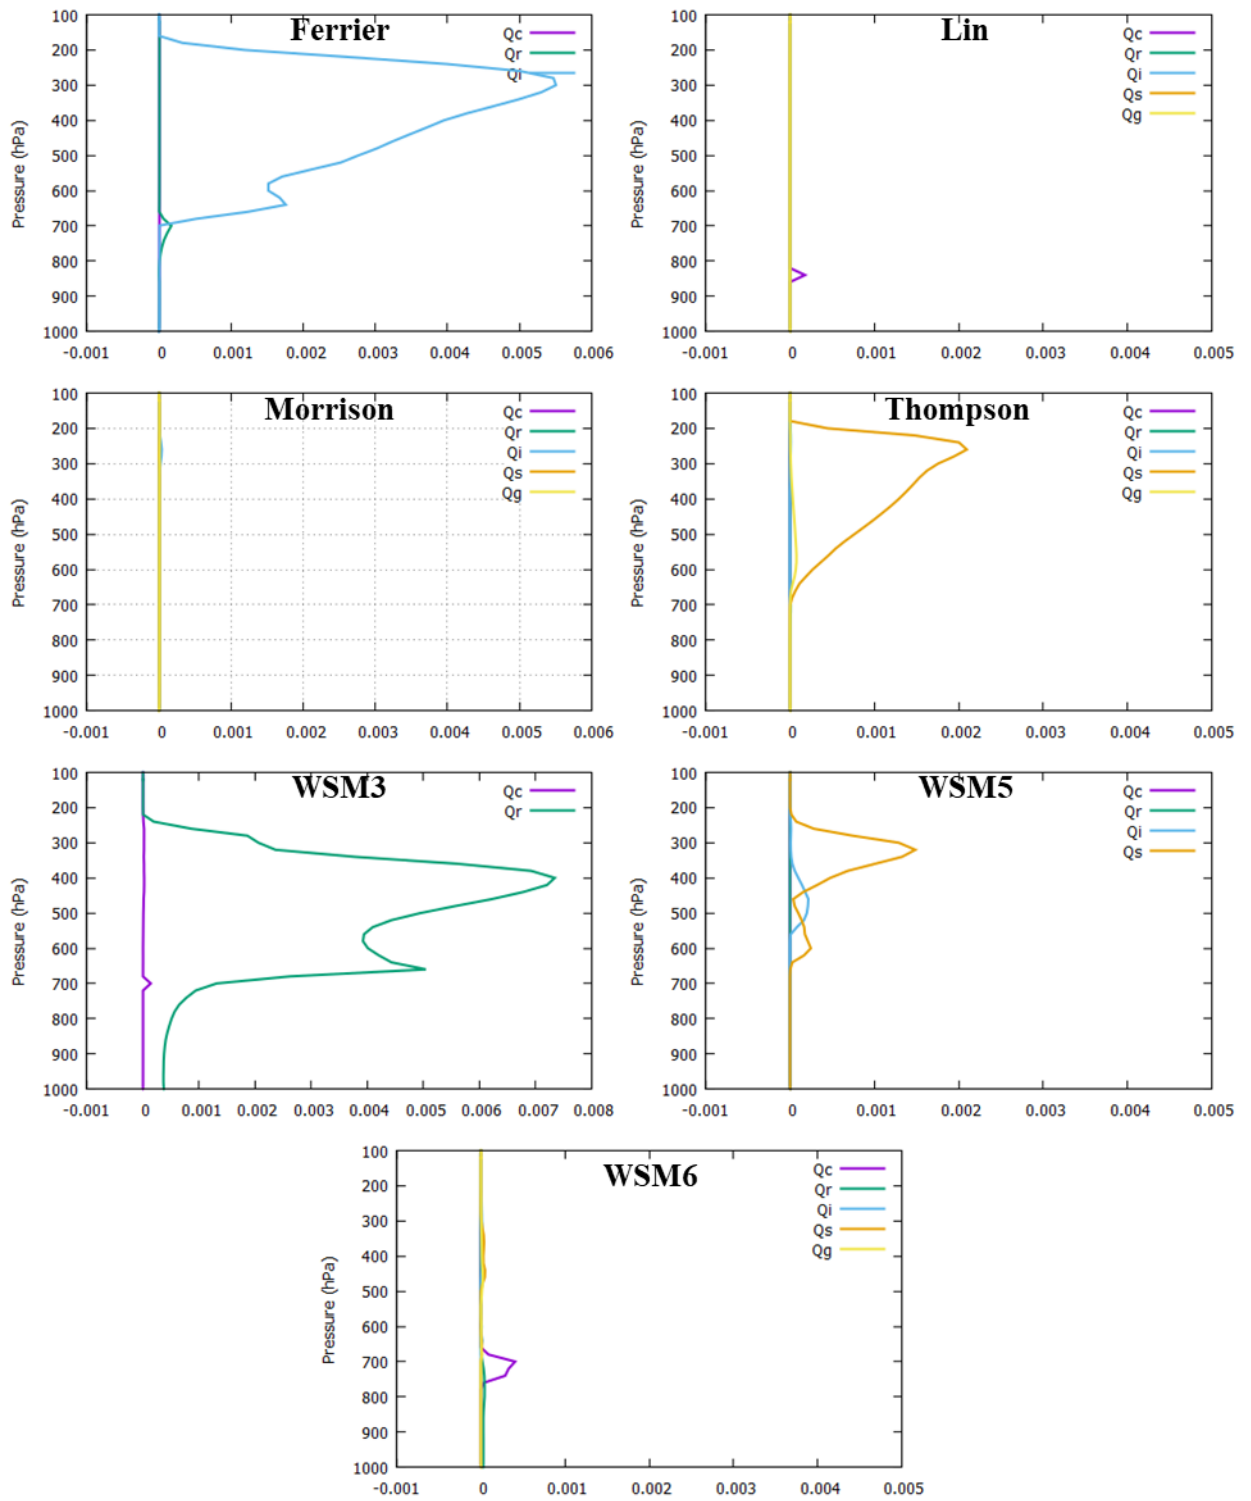 Ferrier
Qc
Qr
Qi
Pressure (hPa)
100
200
300
400
500
600
700
800
900
1000
-0.001 0 0.001 0.002 0.003 0.004 0.005 0.006
Lin
Qc
Qr
Qi
Qs
Qg
Pressure (hPa)
100
200
300
400
500
600
700
800
900
1000
-0.001 0 0.001 0.002 0.003 0.004 0.005
Morrison
Qc
Qr
Qi
Qs
Qg
Pressure (hPa)
100
200
300
400
500
600
700
800
900
1000
-0.001 0 0.001 0.002 0.003 0.004 0.005 0.006
Thompson
Qc
Qr
Qi
Qs
Qg
Pressure (hPa)
100
200
300
400
500
600
700
800
900
1000
-0.001 0 0.001 0.002 0.003 0.004 0.005
WSM3
Qc
Qr
Pressure (hPa)
100
200
300
400
500
600
700
800
900
1000
-0.001 0 0.001 0.002 0.003 0.004 0.005 0.006 0.007 0.008
WSM5
Qc
Qr
Qi
Qs
Pressure (hPa)
100
200
300
400
500
600
700
800
900
1000
-0.001 0 0.001 0.002 0.003 0.004 0.005
WSM6
Qc
Qr
Qi
Qs
Qg
Pressure (hPa)
100
200
300
400
500
600
700
800
900
1000
-0.001 0 0.001 0.002 0.003 0.004 0.005